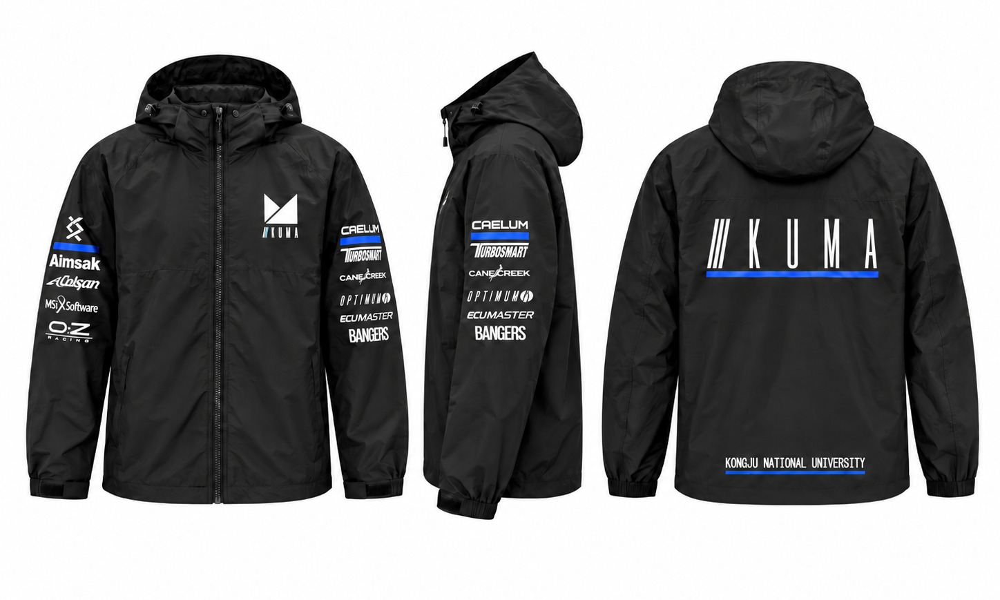 KUMA
Aimsak
ACalsan
MSi Software
O:Z
RACING
CAELUM
TURBOSMART
CANE CREEK
OPTIMUM
ECUMASTER
BANGERS
CAELUM
TURBOSMART
CANE CREEK
OPTIMUM
ECUMASTER
BANGERS
KUMA
KONGJU NATIONAL UNIVERSITY